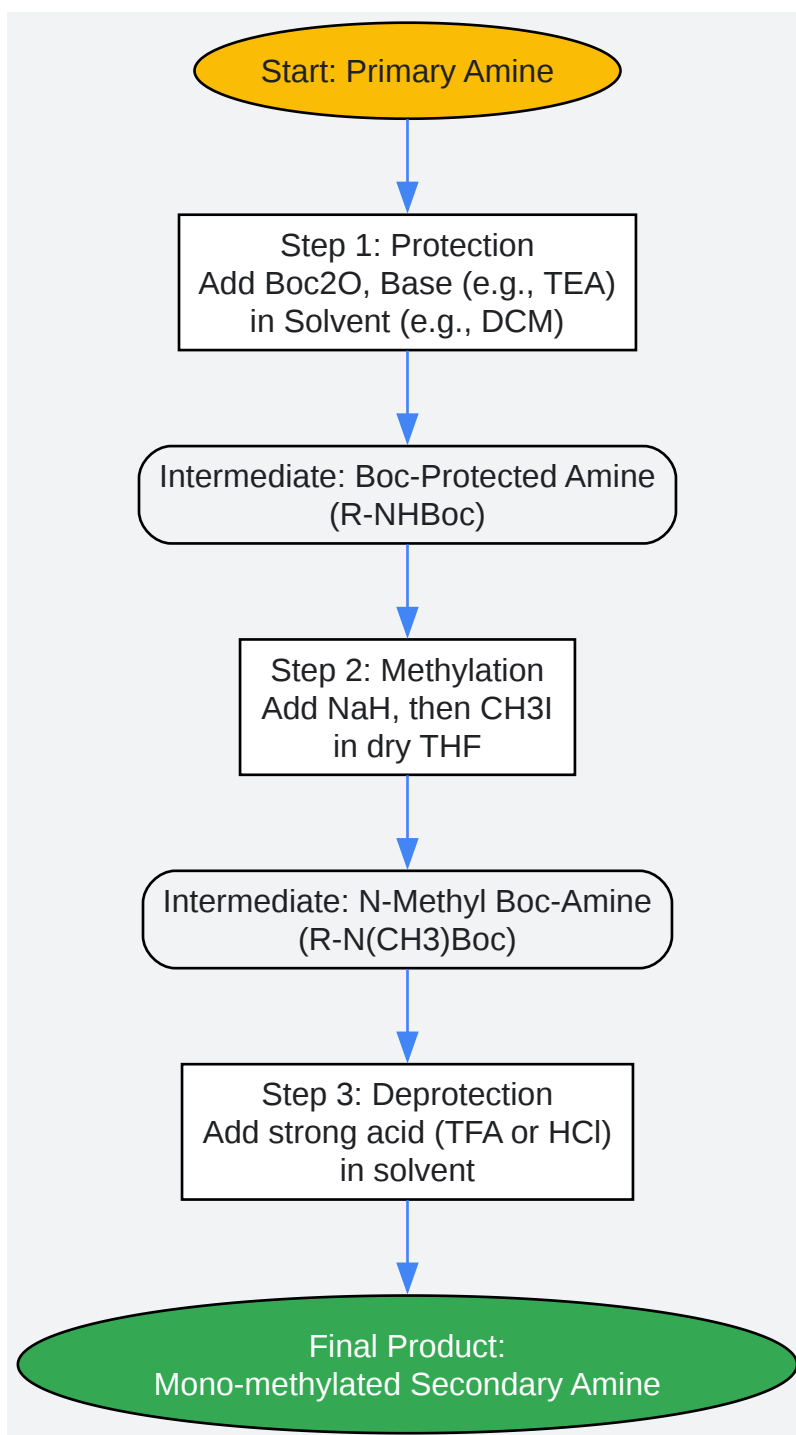 Start: Primary Amine
Step 1: Protection
Add Boc2O, Base (e.g., TEA)
in Solvent (e.g., DCM)
Intermediate: Boc-Protected Amine
(R-NHBoc)
Step 2: Methylation
Add NaH, then CH3I
in dry THF
Intermediate: N-Methyl Boc-Amine
(R-N(CH3)Boc)
Step 3: Deprotection
Add strong acid (TFA or HCl)
in solvent
Final Product:
Mono-methylated Secondary Amine